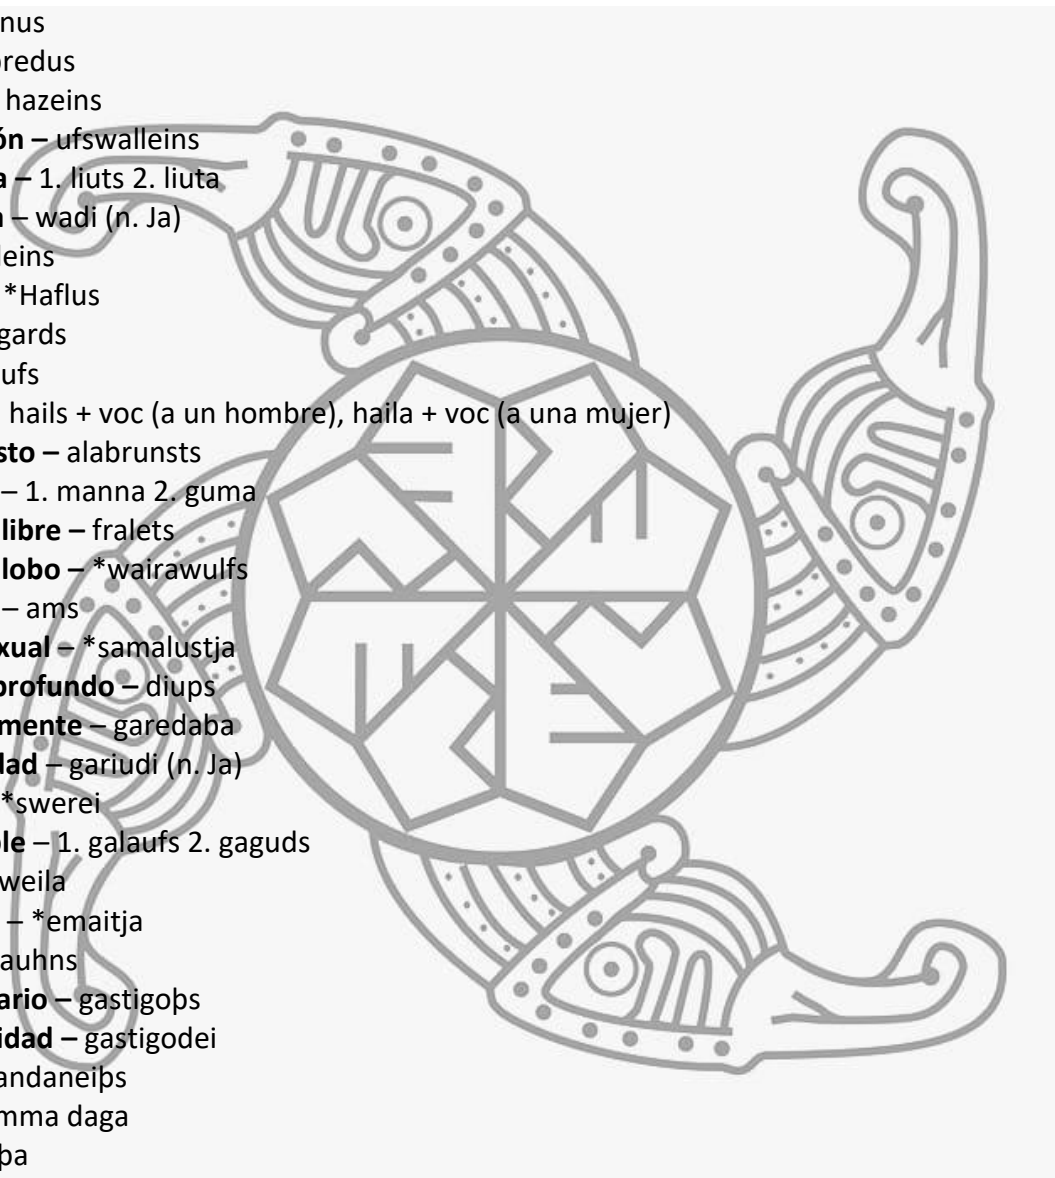 nus
redus
hazeins
ón – ufswalleins
a – 1. liuts 2. liuta
– wadi (n. Ja)
leins
*Haflus
gards
ufs
hails + voc (a un hombre), haila + voc (a una mujer)
sto – alabrunsts
– 1. manna 2. guma
libre – fralets
lobo – *wairawulfs
– ams
xual – *samalustja
profundo – diups
mente – garedaba
dad – gariudi (n. Ja)
*swerei
le – 1. galaufs 2. gaguds
weila
– *emaitja
auhns
ario – gastigoþs
idad – gastigodei
andaneiþs
mma daga
þa